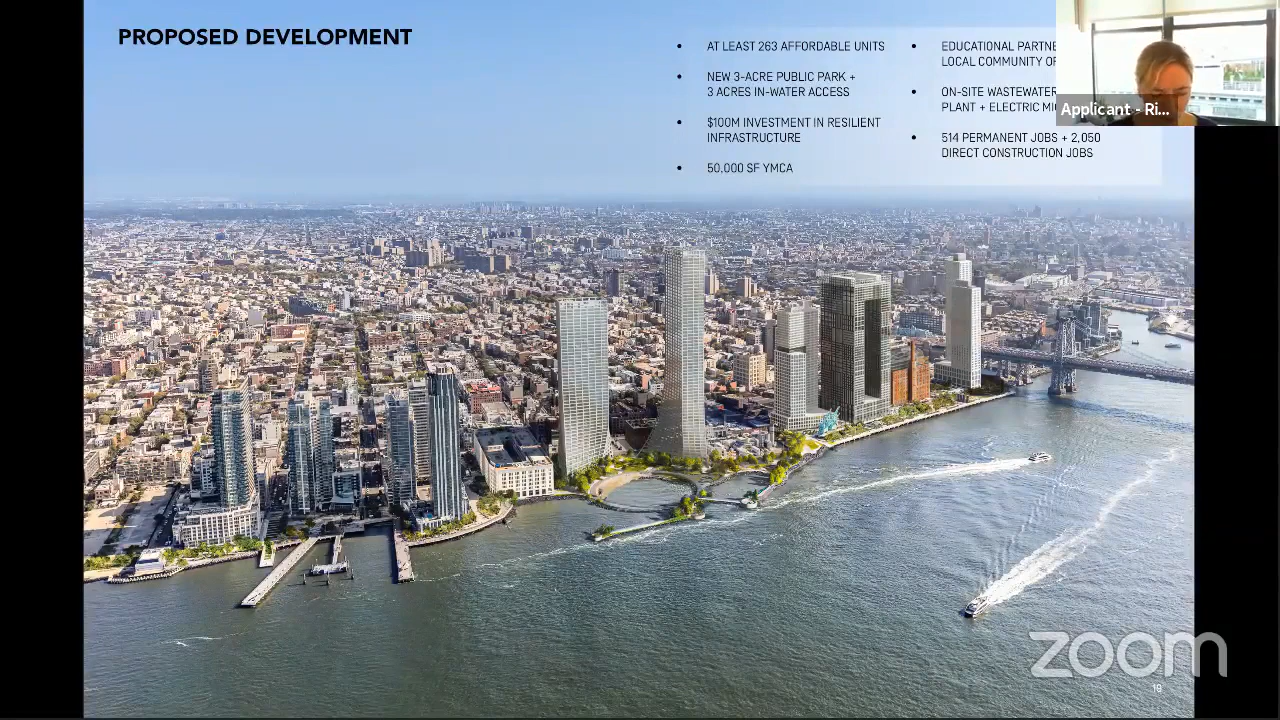 PROPOSED DEVELOPMENT
AT LEAST 263 AFFORDABLE UNITS
NEW 3-ACRE PUBLIC PARK +
3 ACRES IN-WATER ACCESS
$100M INVESTMENT IN RESILIENT
INFRASTRUCTURE
50,000 SF YMCA
EDUCATIONAL PARTNE
LOCAL COMMUNITY
ON-SITE WASTEWATER
PLANT + ELECTRIC
514 PERMANENT JOBS + 2,050
DIRECT CONSTRUCTION JOBS
Applicant - Ri...
zoom